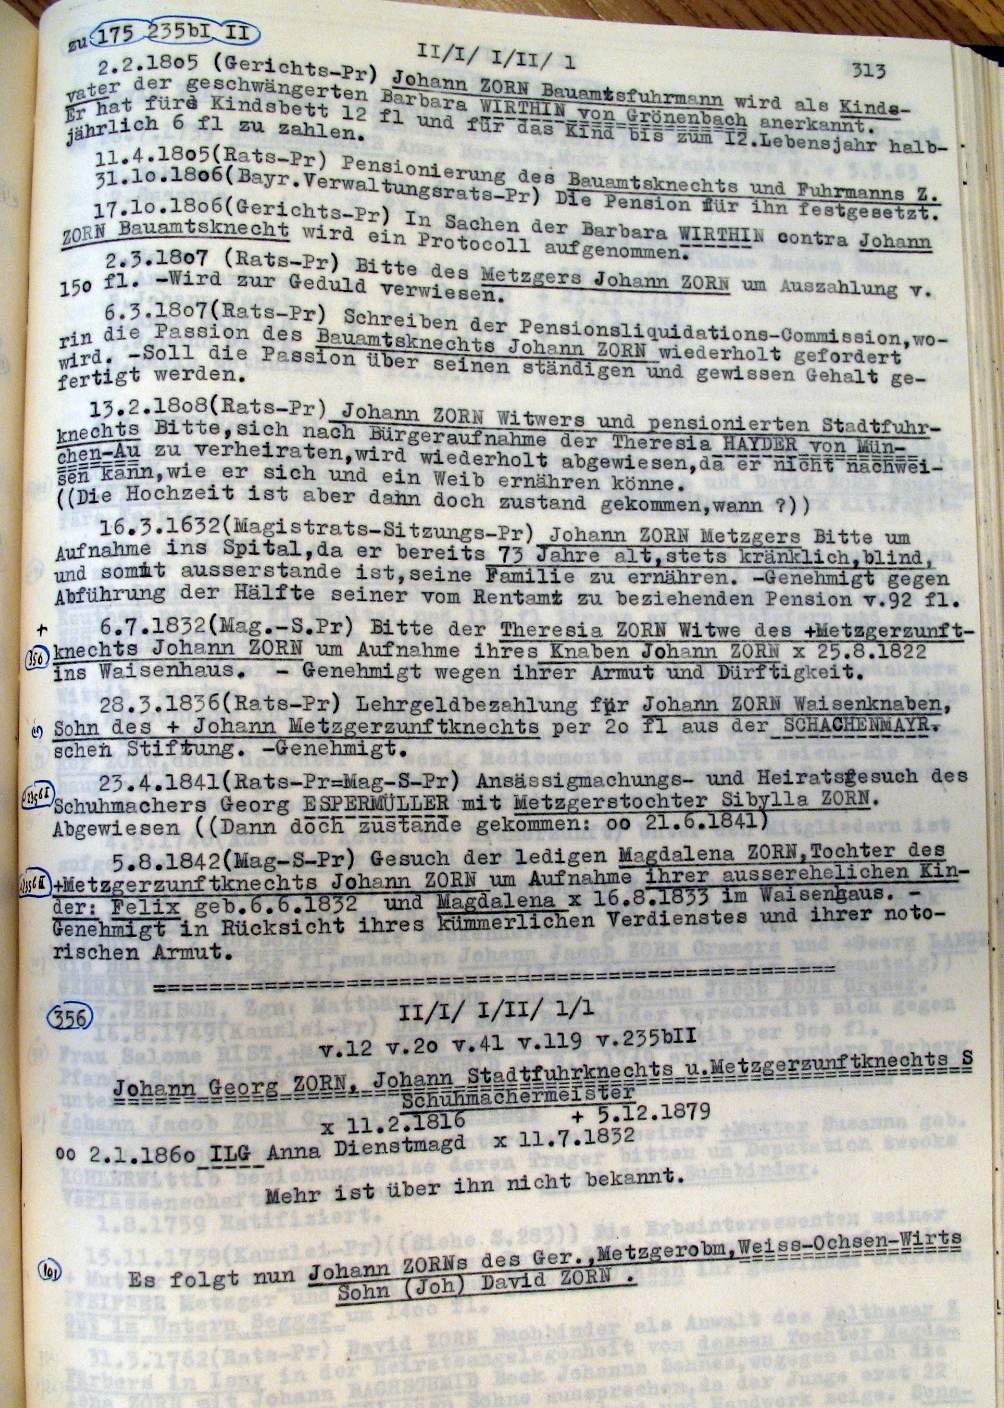 zu 175 235bI II
II/I/ I/II/ 1
313
2.2.18o5 (Gerichts-Pr) Johann ZORN Bauamtsfuhrmann wird als Kinds-
vater der geschwängerten Barbara WIRTHIN von Grönenbach anerkannt.
Er hat fürs Kindsbett 12 fl und für das Kind bis zum 12.Lebensjahr halb-
jährlich 6 fl zu zahlen.
11.4.18o5(Rats-Pr) Pensionierung des Bauamtsknechts und Fuhrmanns Z.
31.1o.18o6(Bayr.Verwaltungsrats-Pr) Die Pension für ihn festgesetzt.
17.1o.18o6(Gerichts-Pr) In Sachen der Barbara WIRTHIN contra Johann
ZORN Bauamtsknecht wird ein Protocoll aufgenommen.
2.3.18o7 (Rats-Pr) Bitte des Metzgers Johann ZORN um Auszahlung v.
15o fl. -Wird zur Geduld verwiesen.
6.3.18o7(Rats-Pr) Schreiben der Pensionsliquidations-Commission,wo-
rin die Passion des Bauamtsknechts Johann ZORN wiederholt gefordert
wird. -Soll die Passion über seinen ständigen und gewissen Gehalt ge-
fertigt werden.
13.2.18o8(Rats-Pr) Johann ZORN Witwers und pensionierten Stadtfuhr-
knechts Bitte,sich nach Bürgeraufnahme der Theresia HAYDER von Mün-
chen-Au zu verheiraten,wird wiederholt abgewiesen,da er nicht nachwei-
sen kann,wie er sich und ein Weib ernähren könne.
((Die Hochzeit ist aber dann doch zustand gekommen,wann ?))
16.3.1632(Magistrats-Sitzungs-Pr) Johann ZORN Metzgers Bitte um
Aufnahme ins Spital,da er bereits 73 Jahre alt,stets kränklich,blind,
und somit ausserstande ist,seine Familie zu ernähren. -Genehmigt gegen
Abführung der Hälfte seiner vom Rentamt zu beziehenden Pension v.92 fl.
+ 6.7.1832(Mag.-S.Pr) Bitte der Theresia ZORN Witwe des +Metzgerzunft-
350 knechts Johann ZORN um Aufnahme ihres Knaben Johann ZORN x 25.8.1822
ins Waisenhaus. - Genehmigt wegen ihrer Armut und Dürftigkeit.
28.3.1836(Rats-Pr) Lehrgeldbezahlung für Johann ZORN Waisenknaben,
Sohn des + Johann Metzgerzunftknechts per 2o fl aus der SCHACHENMAYR.
schen Stiftung. -Genehmigt.
23.4.1841(Rats-Pr=Mag-S-Pr) Ansässigmachungs- und Heiratsgesuch des
Schuhmachers Georg ESPERMÜLLER mit Metzgerstochter Sibylla ZORN.
Abgewiesen ((Dann doch zustande gekommen: oo 21.6.1841)
5.8.1842(Mag-S-Pr) Gesuch der ledigen Magdalena ZORN,Tochter des
+Metzgerzunftknechts Johann ZORN um Aufnahme ihrer ausserehelichen Kin-
der: Felix geb.6.6.1832 und Magdalena x 16.8.1833 im Waisenhaus. -
Genehmigt in Rücksicht ihres kümmerlichen Verdienstes und ihrer noto-
rischen Armut.
356
II/I/ I/II/ 1/1
v.12 v.2o v.41 v.119 v.235bII
Johann Georg ZORN, Johann Stadtfuhrknechts u.Metzgerzunftknechts S
Schuhmachermeister
x 11.2.1816 + 5.12.1879
oo 2.1.186o ILG Anna Dienstmagd x 11.7.1832
Mehr ist über ihn nicht bekannt.
101 Es folgt nun Johann ZORNs des Ger.,Metzgerobm,Weiss-Ochsen-Wirts
Sohn (Joh) David ZORN .